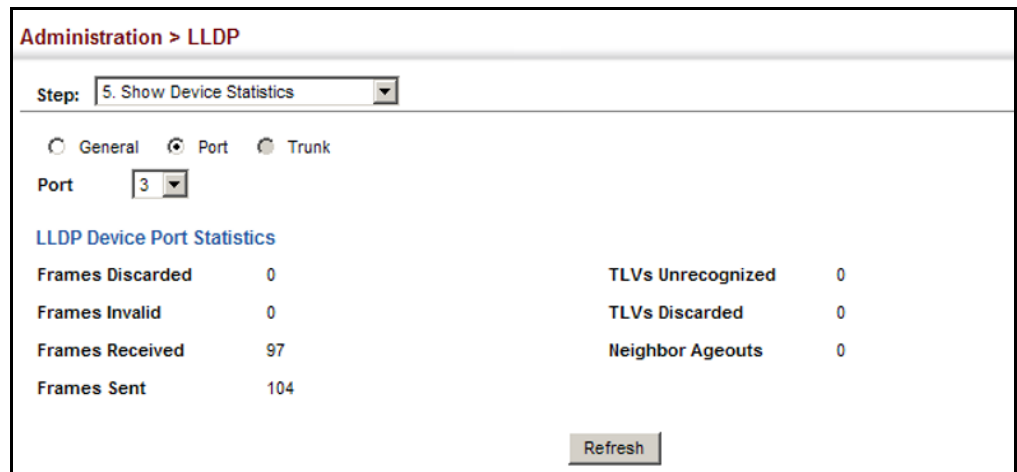 Administration > LLDP
Step: 5. Show Device Statistics
General Port Trunk
Port 3
LLDP Device Port Statistics
Frames Discarded 0 TLVs Unrecognized 0
Frames Invalid 0 TLVs Discarded 0
Frames Received 97 Neighbor Ageouts 0
Frames Sent 104
Refresh